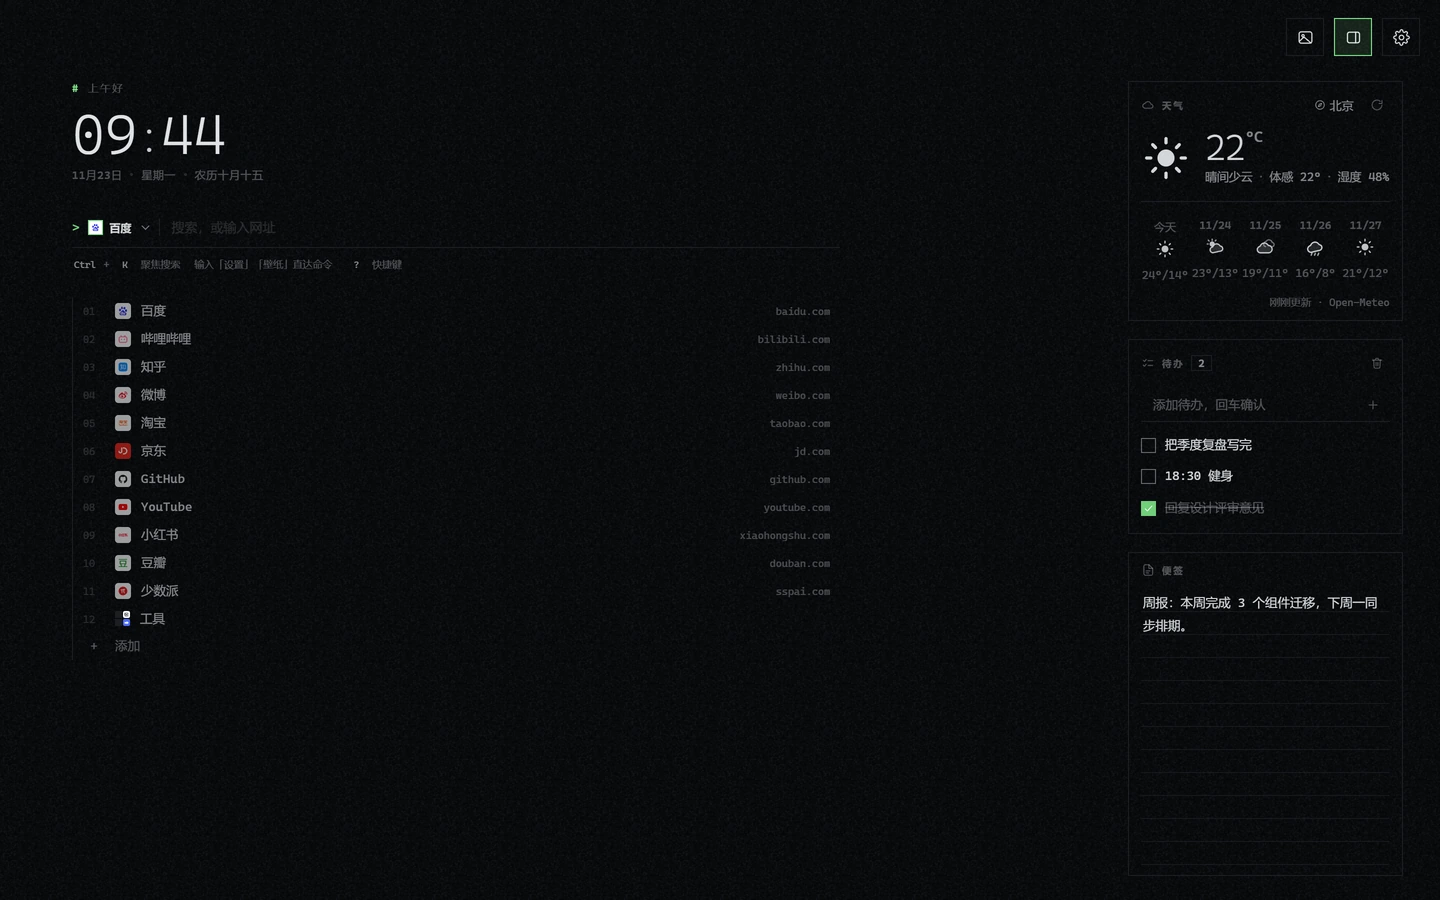 # 上午好
09:44
11月23日 · 星期一 · 农历十月十五
> 百度 搜索，或输入网址
Ctrl + K 聚焦搜索 输入「设置」「壁纸」直达命令 ? 快捷键
01 百度 baidu.com
02 哔哩哔哩 bilibili.com
03 知乎 zhihu.com
04 微博 weibo.com
05 淘宝 taobao.com
06 京东 jd.com
07 GitHub github.com
08 YouTube youtube.com
09 小红书 xiaohongshu.com
10 豆瓣 douban.com
11 少数派 sspai.com
12 工具
+ 添加
天气 北京
22°C
晴间少云 · 体感 22° · 湿度 48%
今天 11/24 11/25 11/26 11/27
24°/14° 23°/13° 19°/11° 16°/8° 21°/12°
刚刚更新 · Open-Meteo
待办 2
添加待办，回车确认 +
把季度复盘写完
18:30 健身
回复设计评审意见
便签
周报：本周完成 3 个组件迁移，下周一同
步排期。